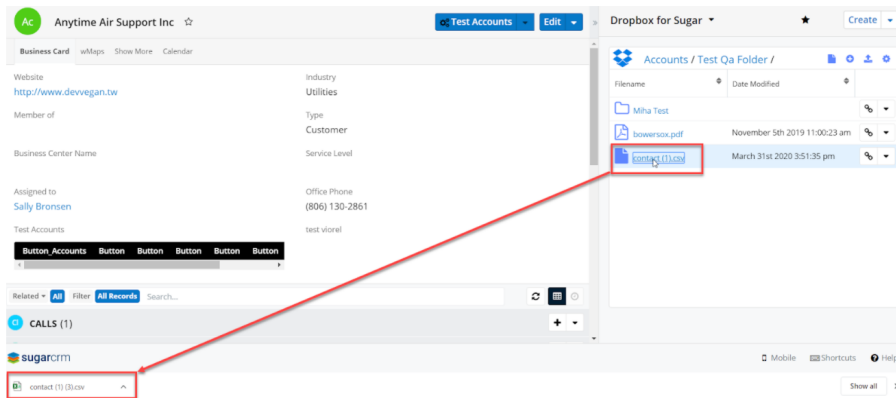 Ac Anytime Air Support Inc
Test Accounts
Edit
Business Card wMaps Show More Calendar
Website
http://www.devvegan.tw
Industry
Utilities
Member of
Type
Customer
Business Center Name
Service Level
Assigned to
Sally Bronsen
Office Phone
(806) 130-2861
Test Accounts
test viorel
Button_Accounts Button Button Button Button Button
Related All Filter All Records Search...
CALLS (1)
Dropbox for Sugar
Create
Accounts / Test Qa Folder /
Filename Date Modified
Miha Test
bowersox.pdf November 5th 2019 11:00:23 am
contact (1).csv March 31st 2020 3:51:35 pm
sugarcrm
Mobile Shortcuts Help
contact (1) (3).csv
Show all